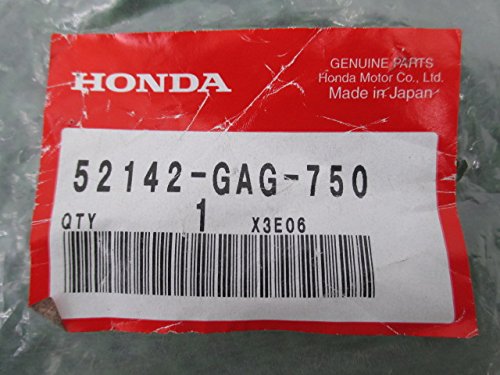 HONDA
GENUINE PARTS
Honda Motor Co., Ltd.
Made in Japan
52142-GAG-750
QTY 1 X3E06